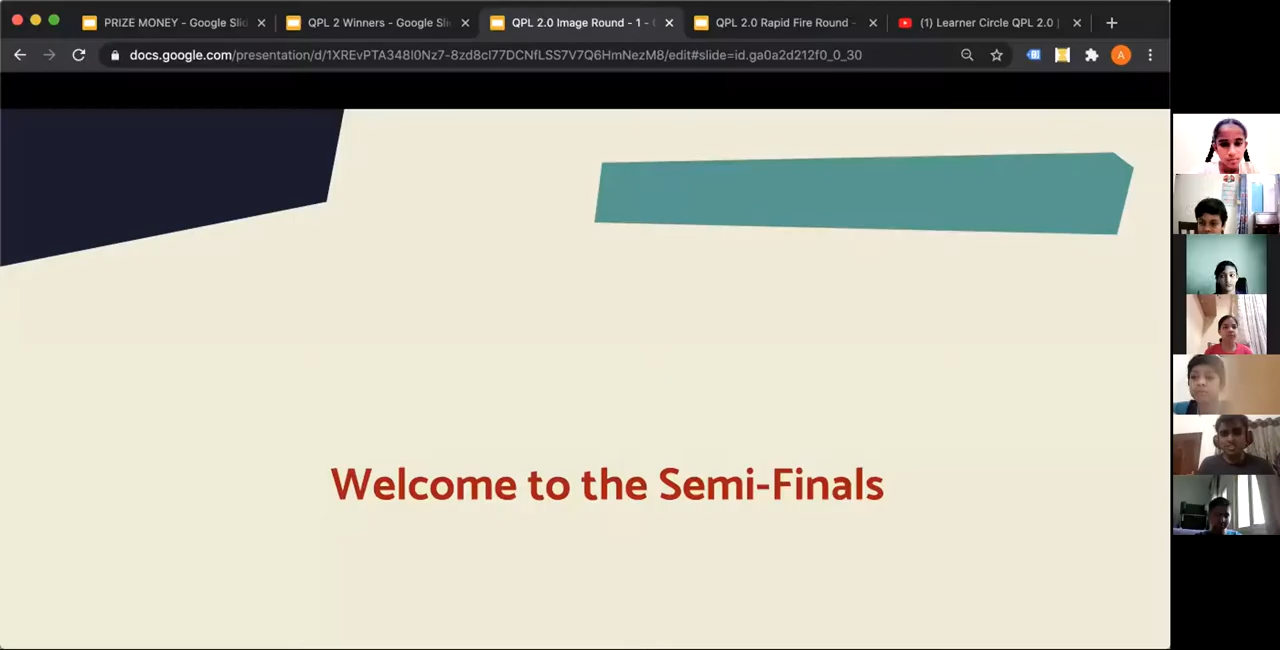 PRIZE MONEY - Google Slid
QPL 2 Winners - Google Sli
QPL 2.0 Image Round - 1 -
QPL 2.0 Rapid Fire Round -
(1) Learner Circle QPL 2.0 |
docs.google.com/presentation/d/1XREvPTA348l0Nz7-8zd8cl77DCNfLSS7V7Q6HmNezM8/edit#slide=id.ga0a2d212f0_0_30
A
Welcome to the Semi-Finals